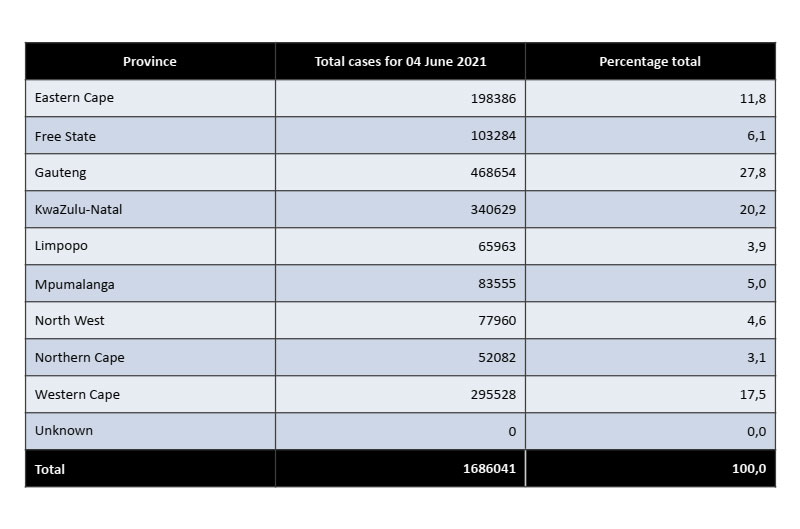 Province Total cases for 04 June 2021 Percentage total
Eastern Cape 198386 11,8
Free State 103284 6,1
Gauteng 468654 27,8
KwaZulu-Natal 340629 20,2
Limpopo 65963 3,9
Mpumalanga 83555 5,0
North West 77960 4,6
Northern Cape 52082 3,1
Western Cape 295528 17,5
Unknown 0 0,0
Total 1686041 100,0